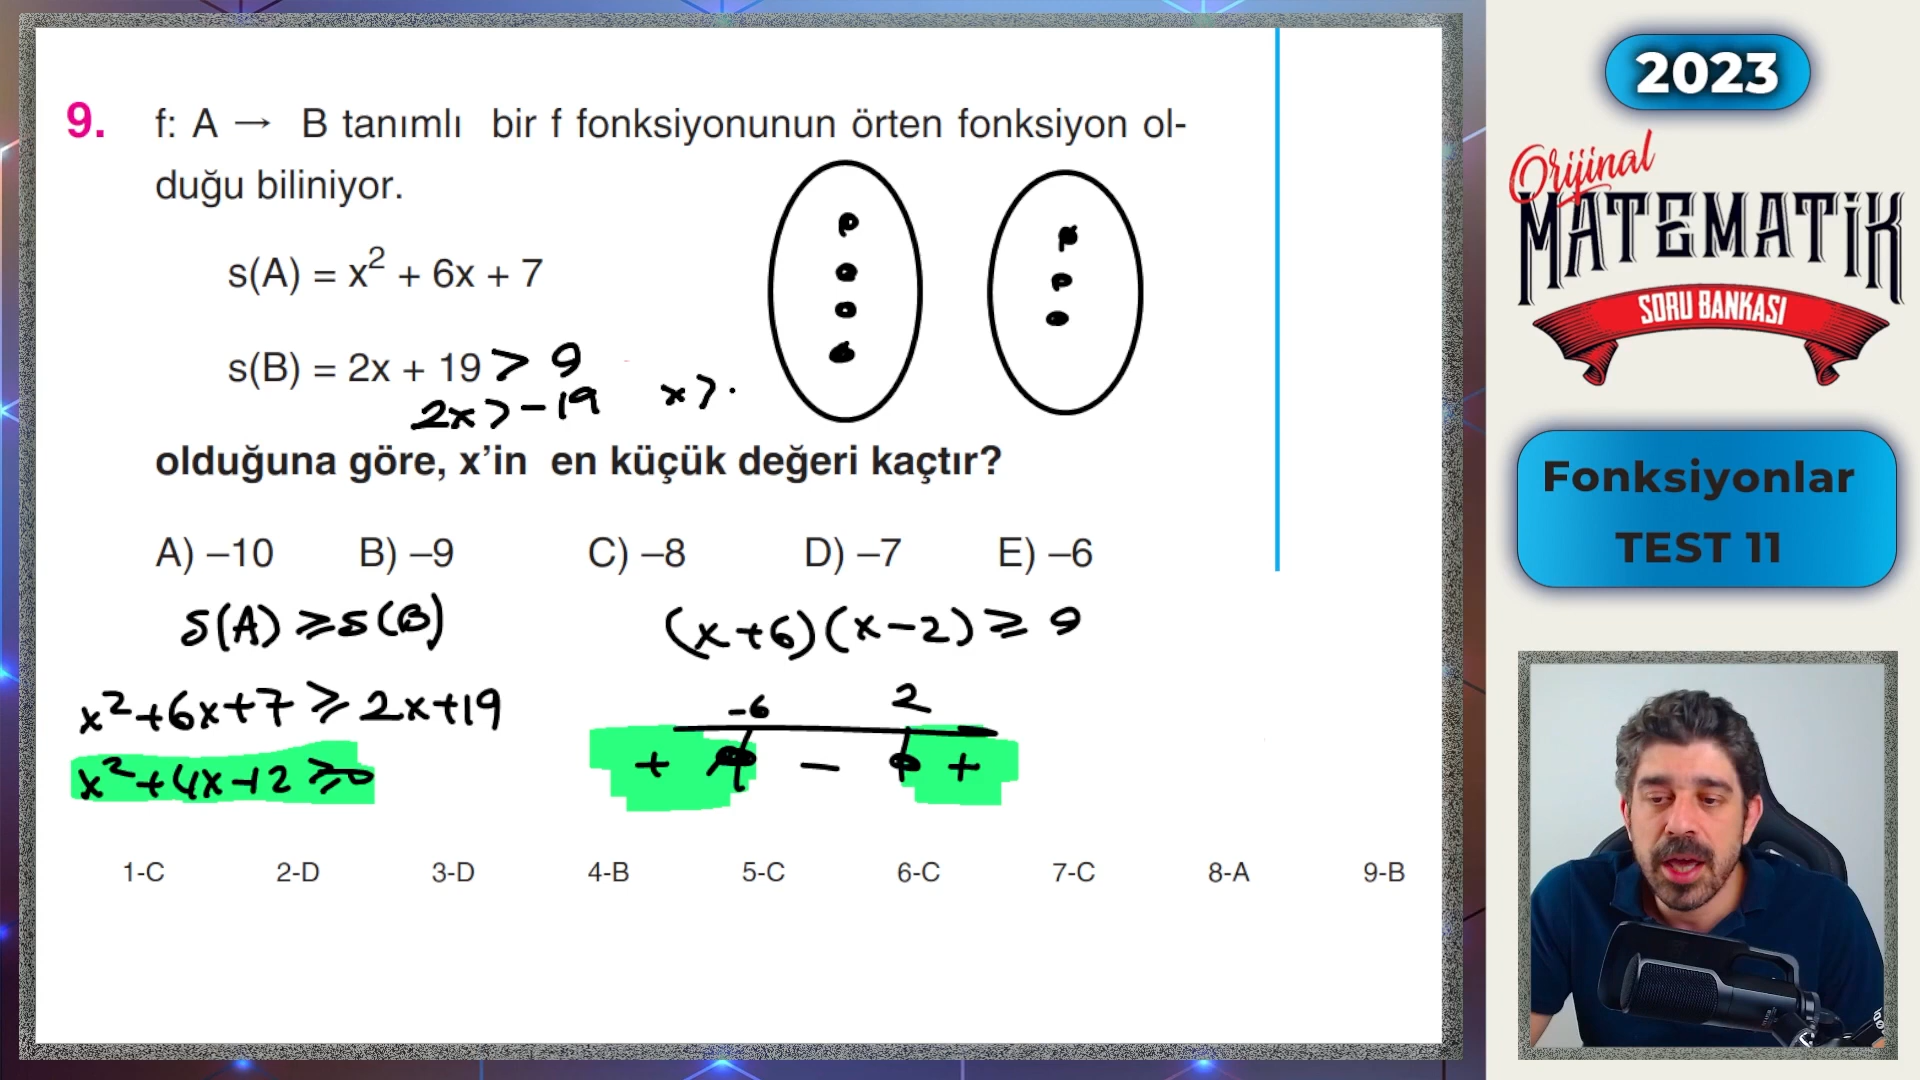 9. f: A → B tanımlı bir f fonksiyonunun örten fonksiyon ol-
duğu biliniyor.
s(A) = x² + 6x + 7
s(B) = 2x + 19 > 9
2x > -19 x > .
olduğuna göre, x'in en küçük değeri kaçtır?
A) –10 B) –9 C) –8 D) –7 E) –6
s(A) ≥ s(B)
x²+6x+7 ≥ 2x+19
x²+4x-12 ≥ 0
(x+6)(x-2) ≥ 9
-6 2
+ - +
1-C 2-D 3-D 4-B 5-C 6-C 7-C 8-A 9-B
2023
Orijinal
MATEMATİK
SORU BANKASI
Fonksiyonlar
TEST 11